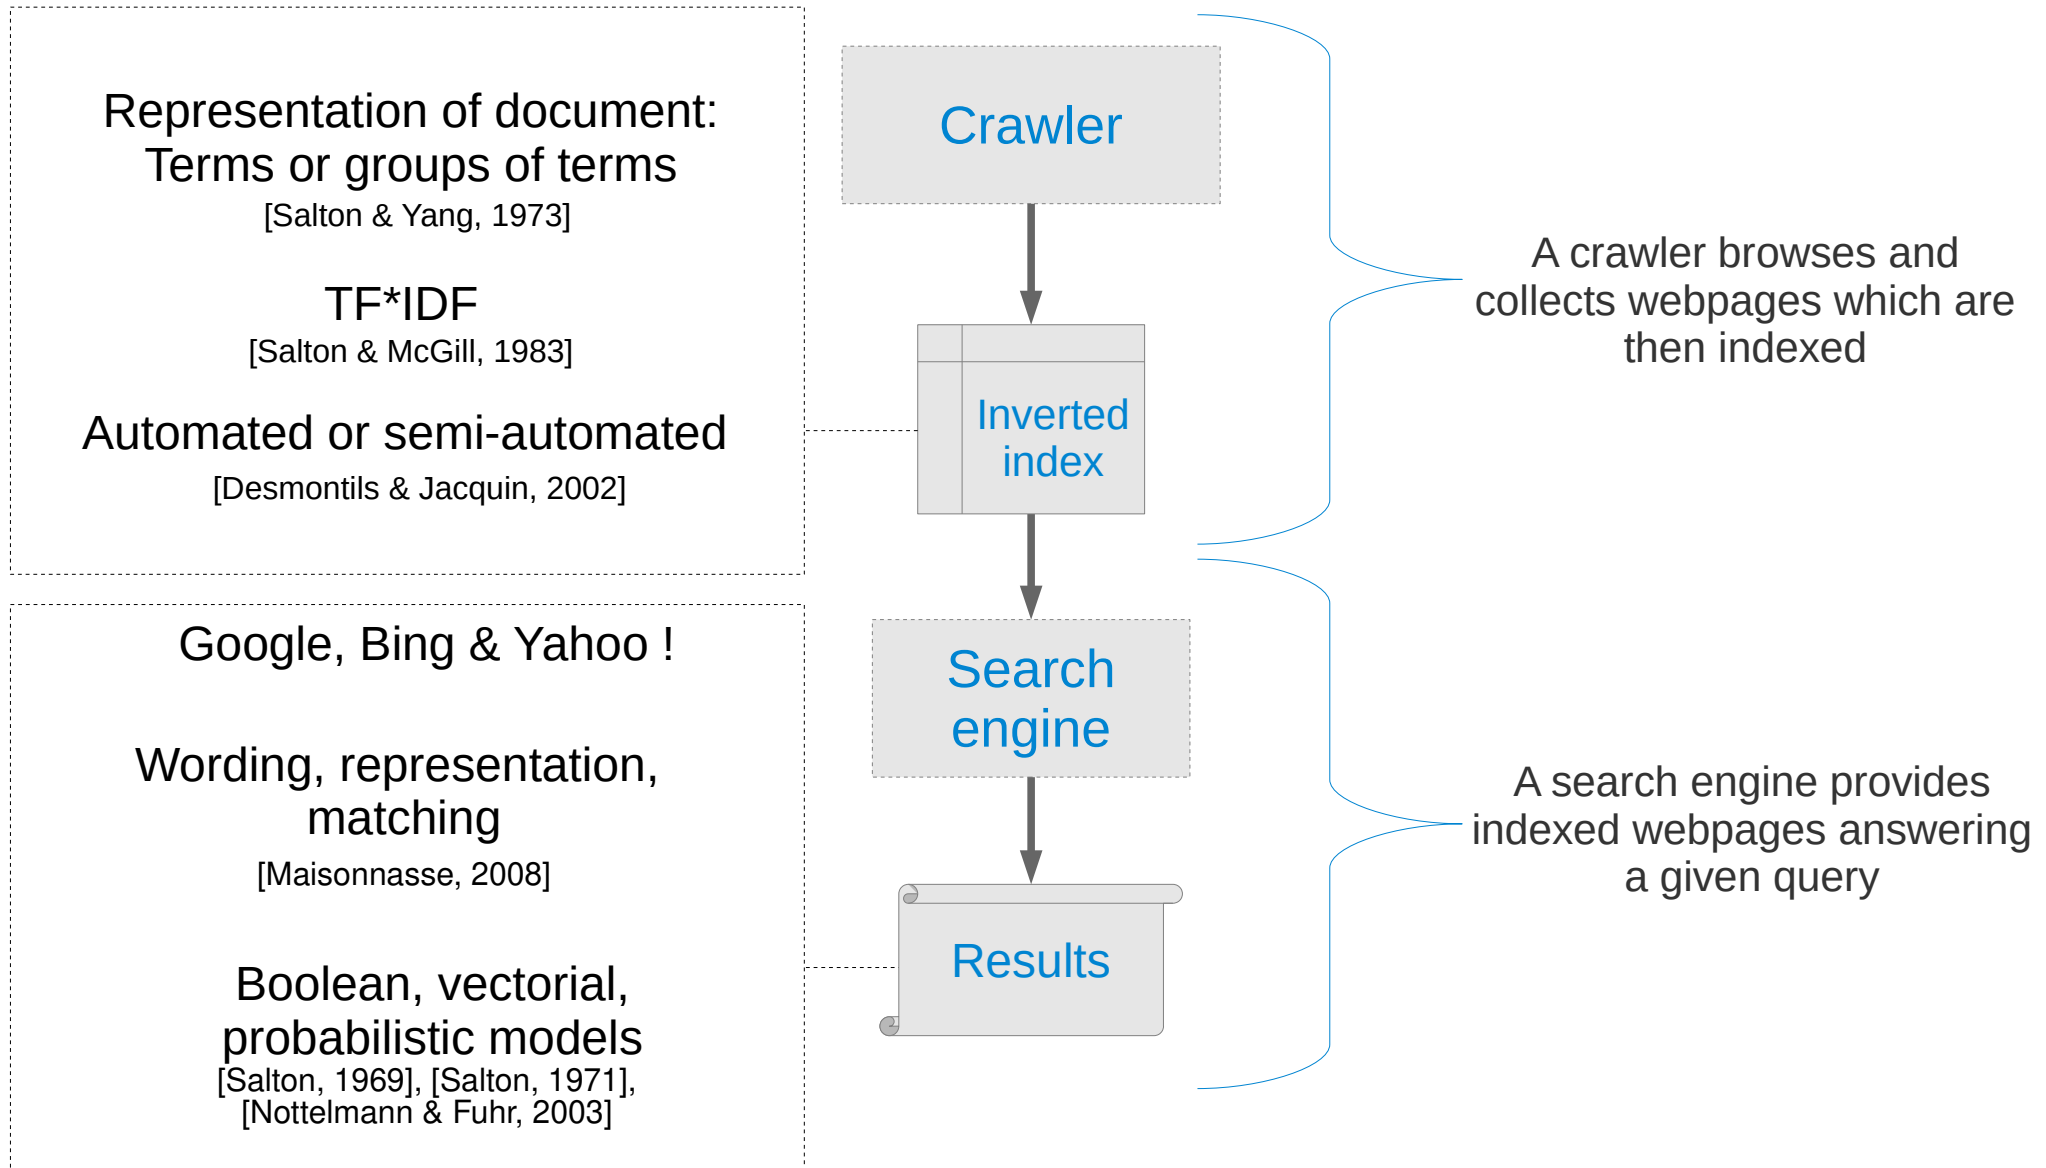 Representation of document:
Terms or groups of terms
[Salton & Yang, 1973]
TF*IDF
[Salton & McGill, 1983]
Automated or semi-automated
[Desmontils & Jacquin, 2002]
Google, Bing & Yahoo !
Wording, representation,
matching
[Maisonnasse, 2008]
Boolean, vectorial,
probabilistic models
[Salton, 1969], [Salton, 1971],
[Nottelmann & Fuhr, 2003]
Crawler
Inverted
index
Search
engine
Results
A crawler browses and
collects webpages which are
then indexed
A search engine provides
indexed webpages answering
a given query